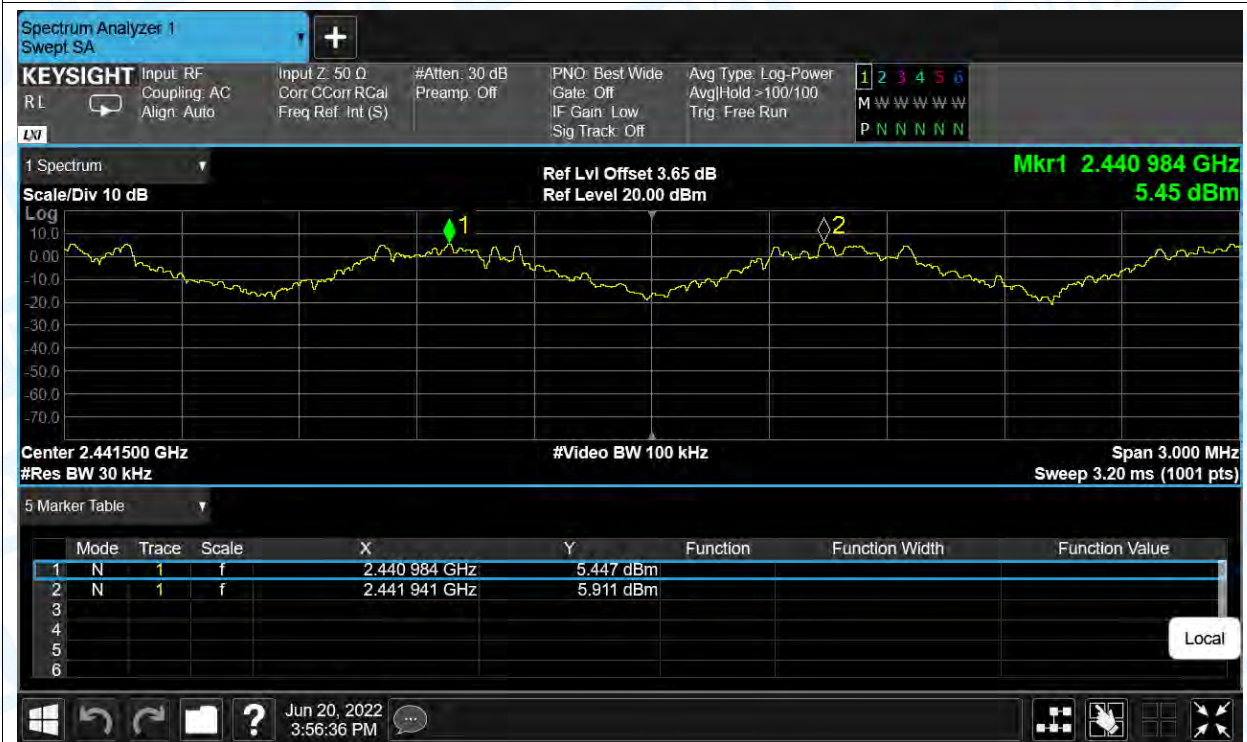 Spectrum Analyzer 1
Swept SA
KEYSIGHT
RL
LXI
Input: RF
Coupling: AC
Align: Auto
Input Z: 50 Ω
Corr CCorr RCal
Freq Ref: Int (S)
#Atten: 30 dB
Preamp: Off
PNO: Best Wide
Gate: Off
IF Gain: Low
Sig Track: Off
Avg Type: Log-Power
Avg|Hold >100/100
Trig: Free Run
1 2 3 4 5 6
M W W W W W
P N N N N N
1 Spectrum
Scale/Div 10 dB
Ref Lvl Offset 3.65 dB
Ref Level 20.00 dBm
Mkr1 2.440 984 GHz
5.45 dBm
Log
10.0
0.00
-10.0
-20.0
-30.0
-40.0
-50.0
-60.0
-70.0
1
2
Center 2.441500 GHz
#Video BW 100 kHz
Span 3.000 MHz
#Res BW 30 kHz
Sweep 3.20 ms (1001 pts)
5 Marker Table
Mode Trace Scale X Y Function Function Width Function Value
1 N 1 f 2.440 984 GHz 5.447 dBm
2 N 1 f 2.441 941 GHz 5.911 dBm
3
4
5
6
Local
?
Jun 20, 2022
3:56:36 PM